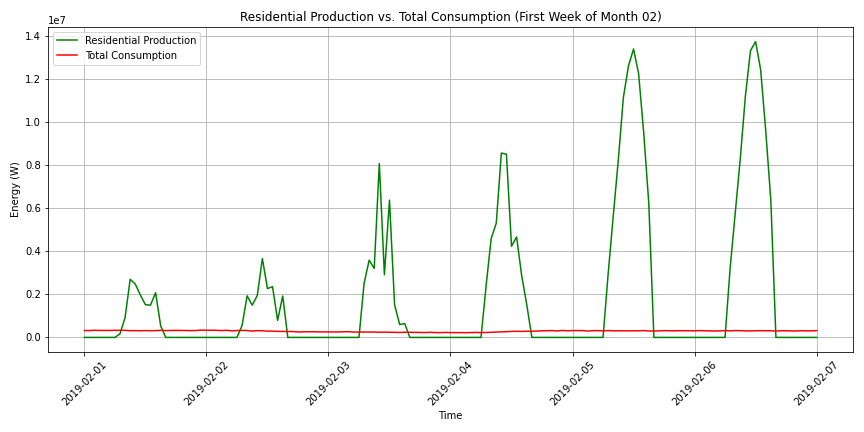 Residential Production vs. Total Consumption (First Week of Month 02)
1e7
Residential Production
Total Consumption
1.4
1.2
1.0
0.8
0.6
0.4
0.2
0.0
Energy (W)
2019-02-01
2019-02-02
2019-02-03
2019-02-04
2019-02-05
2019-02-06
2019-02-07
Time